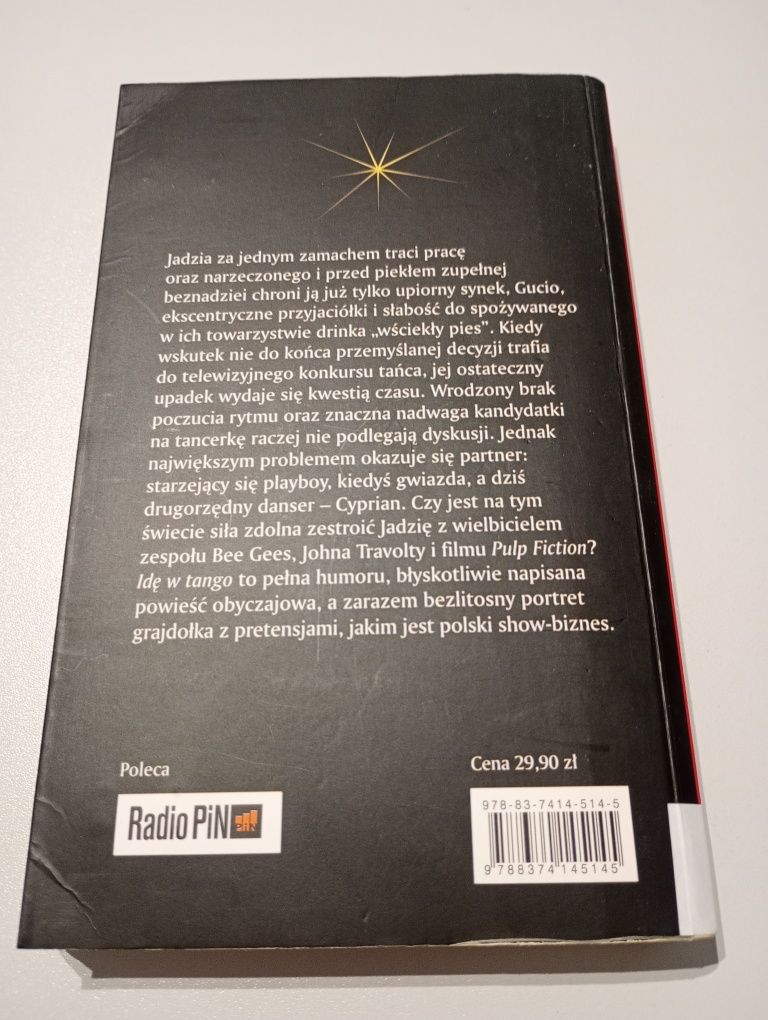 Jadzia za jednym zamachem traci pracę
oraz narzeczonego i przed piekłem zupełnej
beznadziei chroni ją już tylko upiorny synek, Gucio,
ekscentryczne przyjaciółki i słabość do spożywanego
w ich towarzystwie drinka „wściekły pies”. Kiedy
wskutek nie do końca przemyślanej decyzji trafia
do telewizyjnego konkursu tańca, jej ostateczny
upadek wydaje się kwestią czasu. Wrodzony brak
poczucia rytmu oraz znaczna nadwaga kandydatki
na tancerkę raczej nie podlegają dyskusji. Jednak
największym problemem okazuje się partner:
starzejący się playboy, kiedyś gwiazda, a dziś
drugorzędny danser – Cyprian. Czy jest na tym
świecie siła zdolna zestroić Jadzię z wielbicielem
zespołu Bee Gees, Johna Travolty i filmu Pulp Fiction?
Idę w tango to pełna humoru, błyskotliwie napisana
powieść obyczajowa, a zarazem bezlitosny portret
grajdołka z pretensjami, jakim jest polski show-biznes.
Poleca
Radio PiN
Cena 29,90 zł
978-83-7414-514-5
9 788374 145145